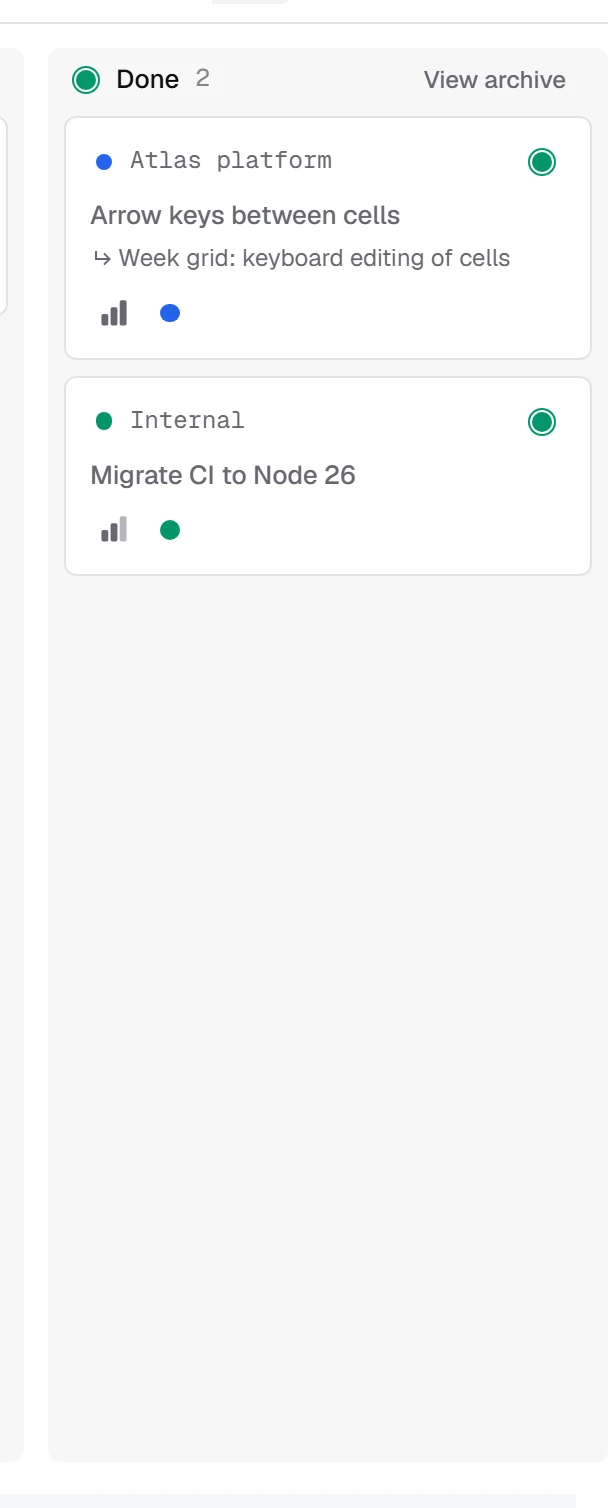 Done 2 View archive
Atlas platform
Arrow keys between cells
↳ Week grid: keyboard editing of cells
Internal
Migrate CI to Node 26